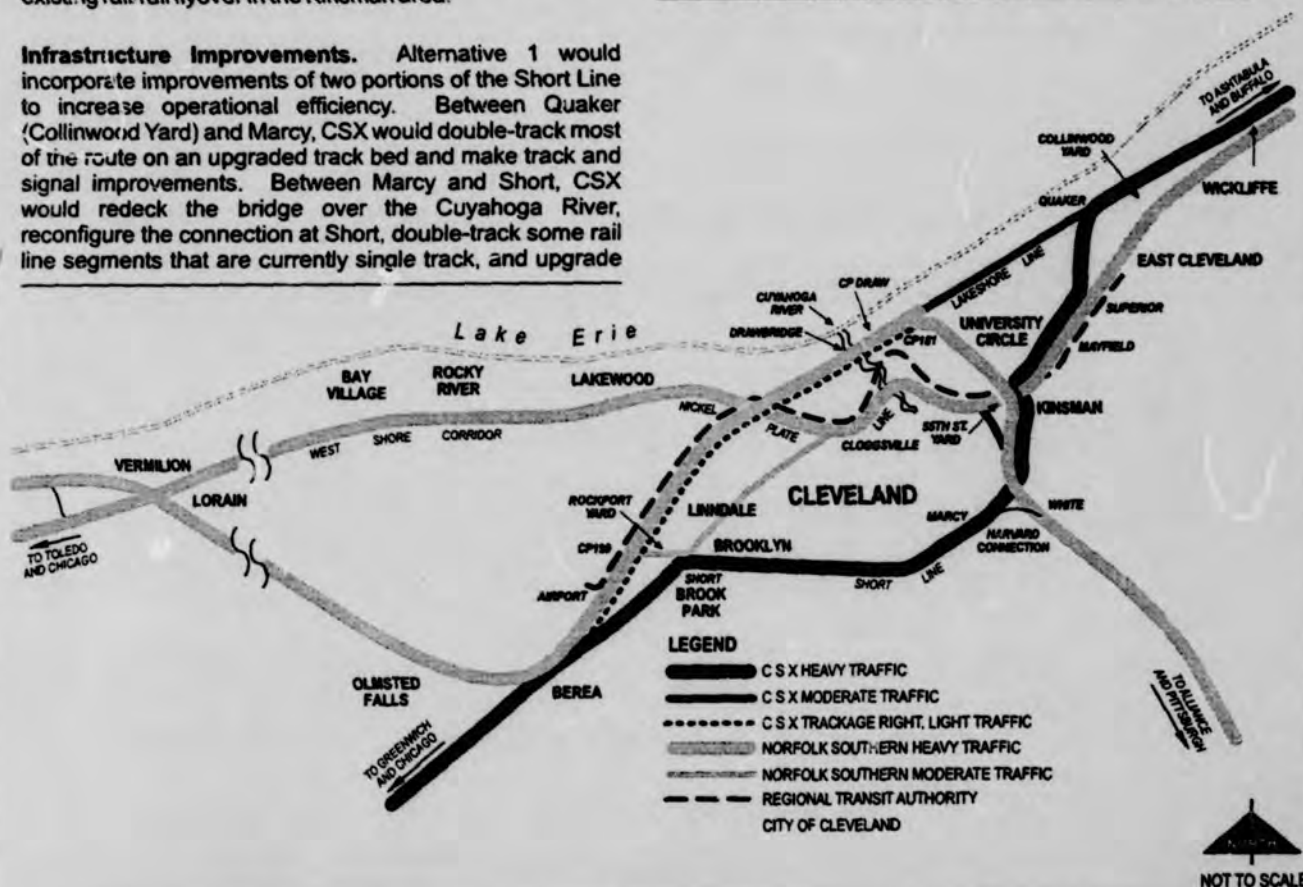 existing rail/rail flyover in the Kinsman area.
Infrastructure Improvements. Alternative 1 would
incorporate improvements of two portions of the Short Line
to increase operational efficiency. Between Quaker
(Collinwood Yard) and Marcy, CSX would double-track most
of the route on an upgraded track bed and make track and
signal improvements. Between Marcy and Short, CSX
would redeck the bridge over the Cuyahoga River,
reconfigure the connection at Short, double-track some rail
line segments that are currently single track, and upgrade
TO ASHTABULA
AND BUFFALO
COLLINWOOD
YARD
WICKLIFFE
QUAKER
EAST CLEVELAND
LAKESHORE LINE
SUPERIOR
CP DRAW
CUYAHOGA
RIVER
DRAWBRIDGE
UNIVERSITY
CIRCLE
MAYFIELD
CP181
Lake Erie
BAY
VILLAGE
ROCKY
RIVER
LAKEWOOD
NICKEL
PLATE
LINE
KINSMAN
55TH ST.
YARD
CLOGGSVILLE
WEST SHORE CORRIDOR
VERMILION
LORAIN
CLEVELAND
ROCKPORT
YARD
LINNDALE
MARCY
WHITE
HARVARD
CONNECTION
TO TOLEDO
AND CHICAGO
BROOKLYN
SHORT
SHORT LINE
AIRPORT
BROOK
PARK
LEGEND
CSX HEAVY TRAFFIC
CSX MODERATE TRAFFIC
CSX TRACKAGE RIGHT, LIGHT TRAFFIC
NORFOLK SOUTHERN HEAVY TRAFFIC
NORFOLK SOUTHERN MODERATE TRAFFIC
REGIONAL TRANSIT AUTHORITY
CITY OF CLEVELAND
OLMSTED
FALLS
BEREA
TO GREENWICH
AND CHICAGO
TO ALLIANCE
AND PITTSBURGH
NORTH
NOT TO SCALE